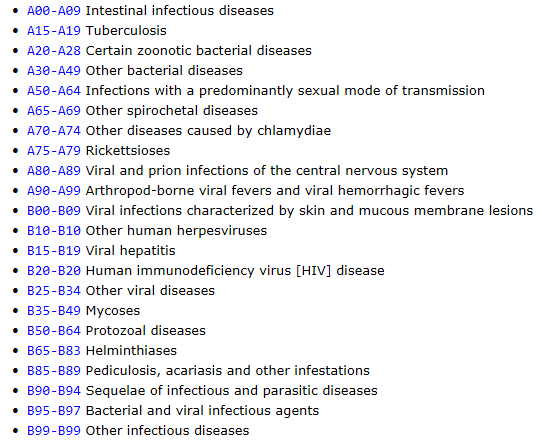 • A00-A09 Intestinal infectious diseases
• A15-A19 Tuberculosis
• A20-A28 Certain zoonotic bacterial diseases
• A30-A49 Other bacterial diseases
• A50-A64 Infections with a predominantly sexual mode of transmission
• A65-A69 Other spirochetal diseases
• A70-A74 Other diseases caused by chlamydiae
• A75-A79 Rickettsioses
• A80-A89 Viral and prion infections of the central nervous system
• A90-A99 Arthropod-borne viral fevers and viral hemorrhagic fevers
• B00-B09 Viral infections characterized by skin and mucous membrane lesions
• B10-B10 Other human herpesviruses
• B15-B19 Viral hepatitis
• B20-B20 Human immunodeficiency virus [HIV] disease
• B25-B34 Other viral diseases
• B35-B49 Mycoses
• B50-B64 Protozoal diseases
• B65-B83 Helminthiases
• B85-B89 Pediculosis, acariasis and other infestations
• B90-B94 Sequelae of infectious and parasitic diseases
• B95-B97 Bacterial and viral infectious agents
• B99-B99 Other infectious diseases